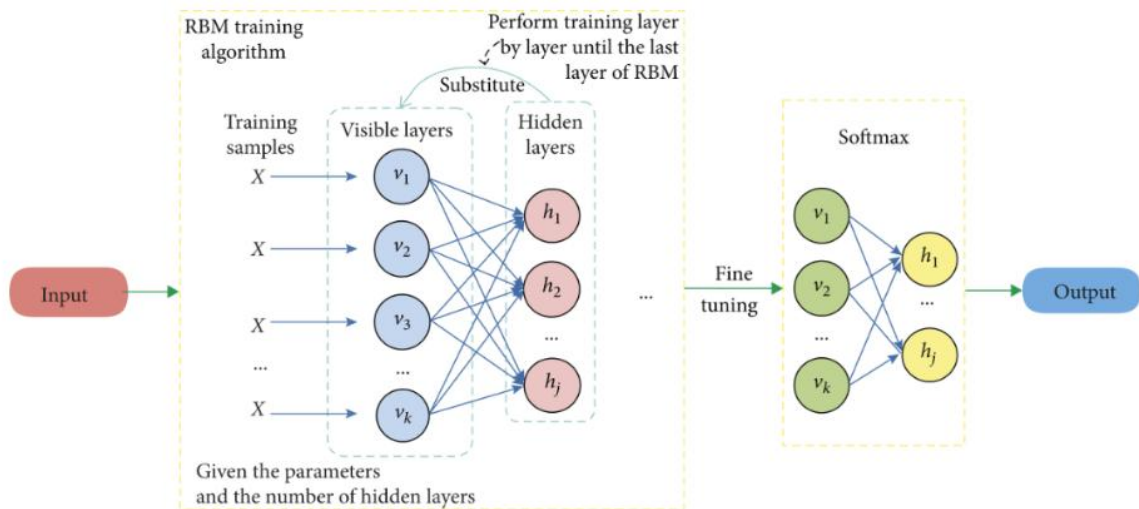 RBM training
algorithm
Perform training layer
by layer until the last
layer of RBM
Substitute
Training
samples
Visible layers
Hidden
layers
X
X
X
...
X
v1
v2
v3
...
vk
h1
h2
...
hj
...
Given the parameters
and the number of hidden layers
Input
Fine
tuning
Softmax
v1
v2
...
vk
h1
...
hj
Output